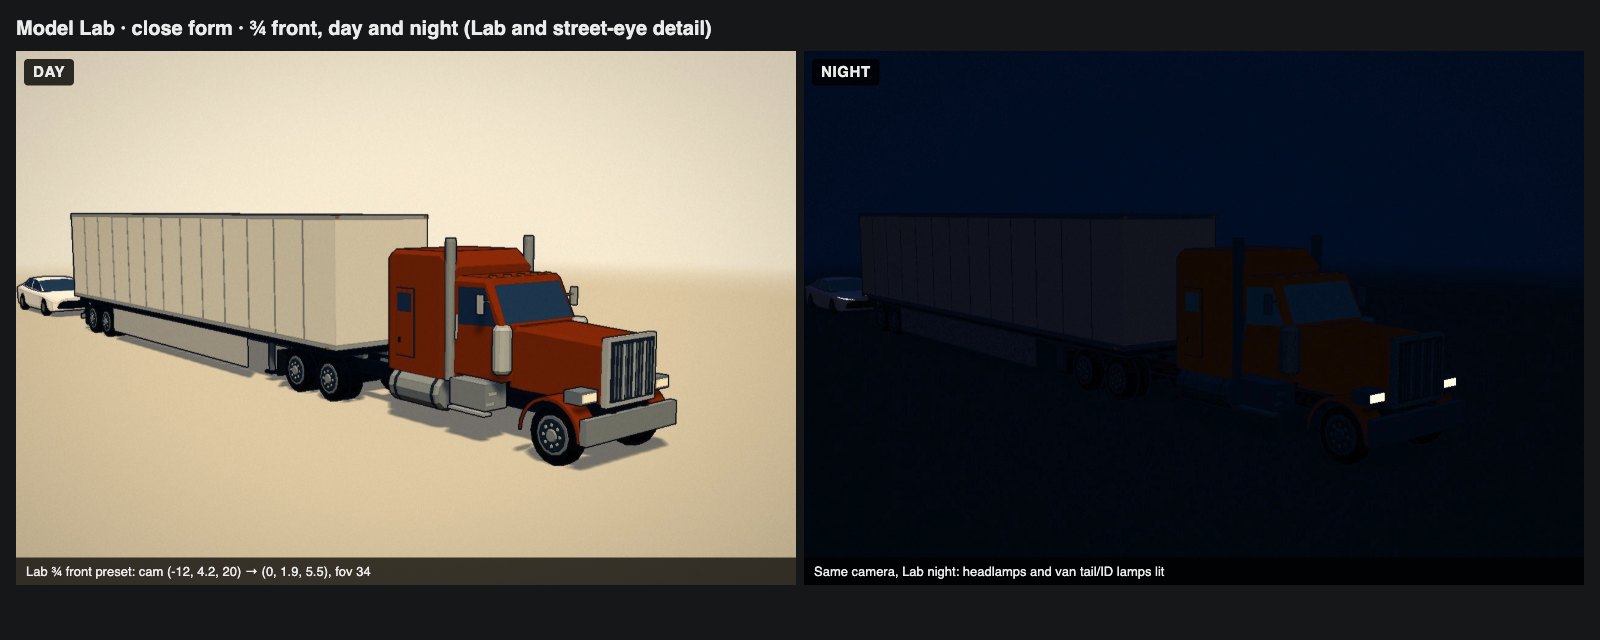 Model Lab · close form · ¾ front, day and night (Lab and street-eye detail)
DAY
NIGHT
Lab ¾ front preset: cam (-12, 4.2, 20) → (0, 1.9, 5.5), fov 34
Same camera, Lab night: headlamps and van tail/ID lamps lit